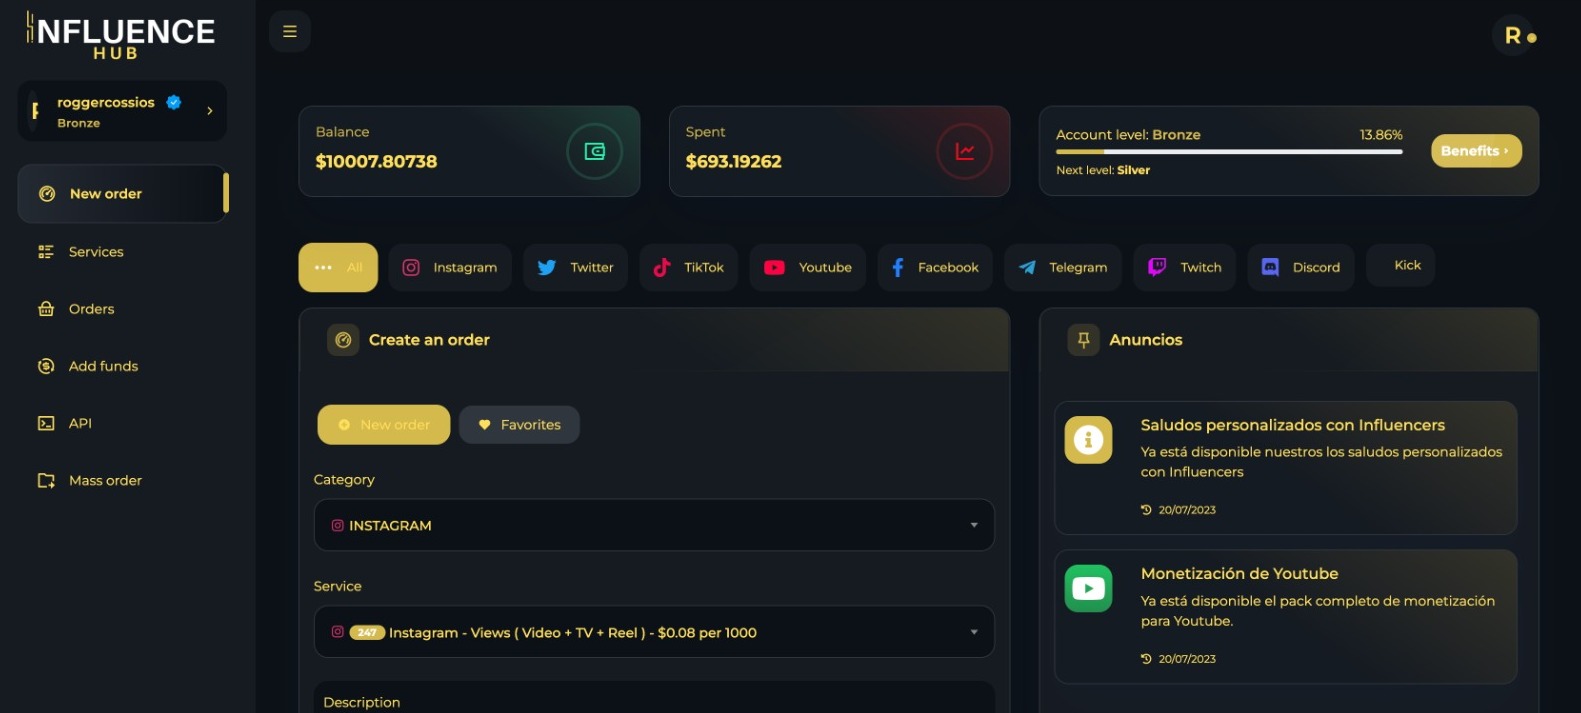 INFLUENCE
HUB
R
roggercossios
Bronze
New order
Services
Orders
Add funds
API
Mass order
Balance
$10007.80738
Spent
$693.19262
Account level: Bronze
13.86%
Next level: Silver
Benefits
All
Instagram
Twitter
TikTok
Youtube
Facebook
Telegram
Twitch
Discord
Kick
Create an order
New order
Favorites
Category
INSTAGRAM
Service
247 Instagram - Views ( Video + TV + Reel ) - $0.08 per 1000
Description
Anuncios
Saludos personalizados con Influencers
Ya está disponible nuestros los saludos personalizados
con Influencers
20/07/2023
Monetización de Youtube
Ya está disponible el pack completo de monetización
para Youtube.
20/07/2023